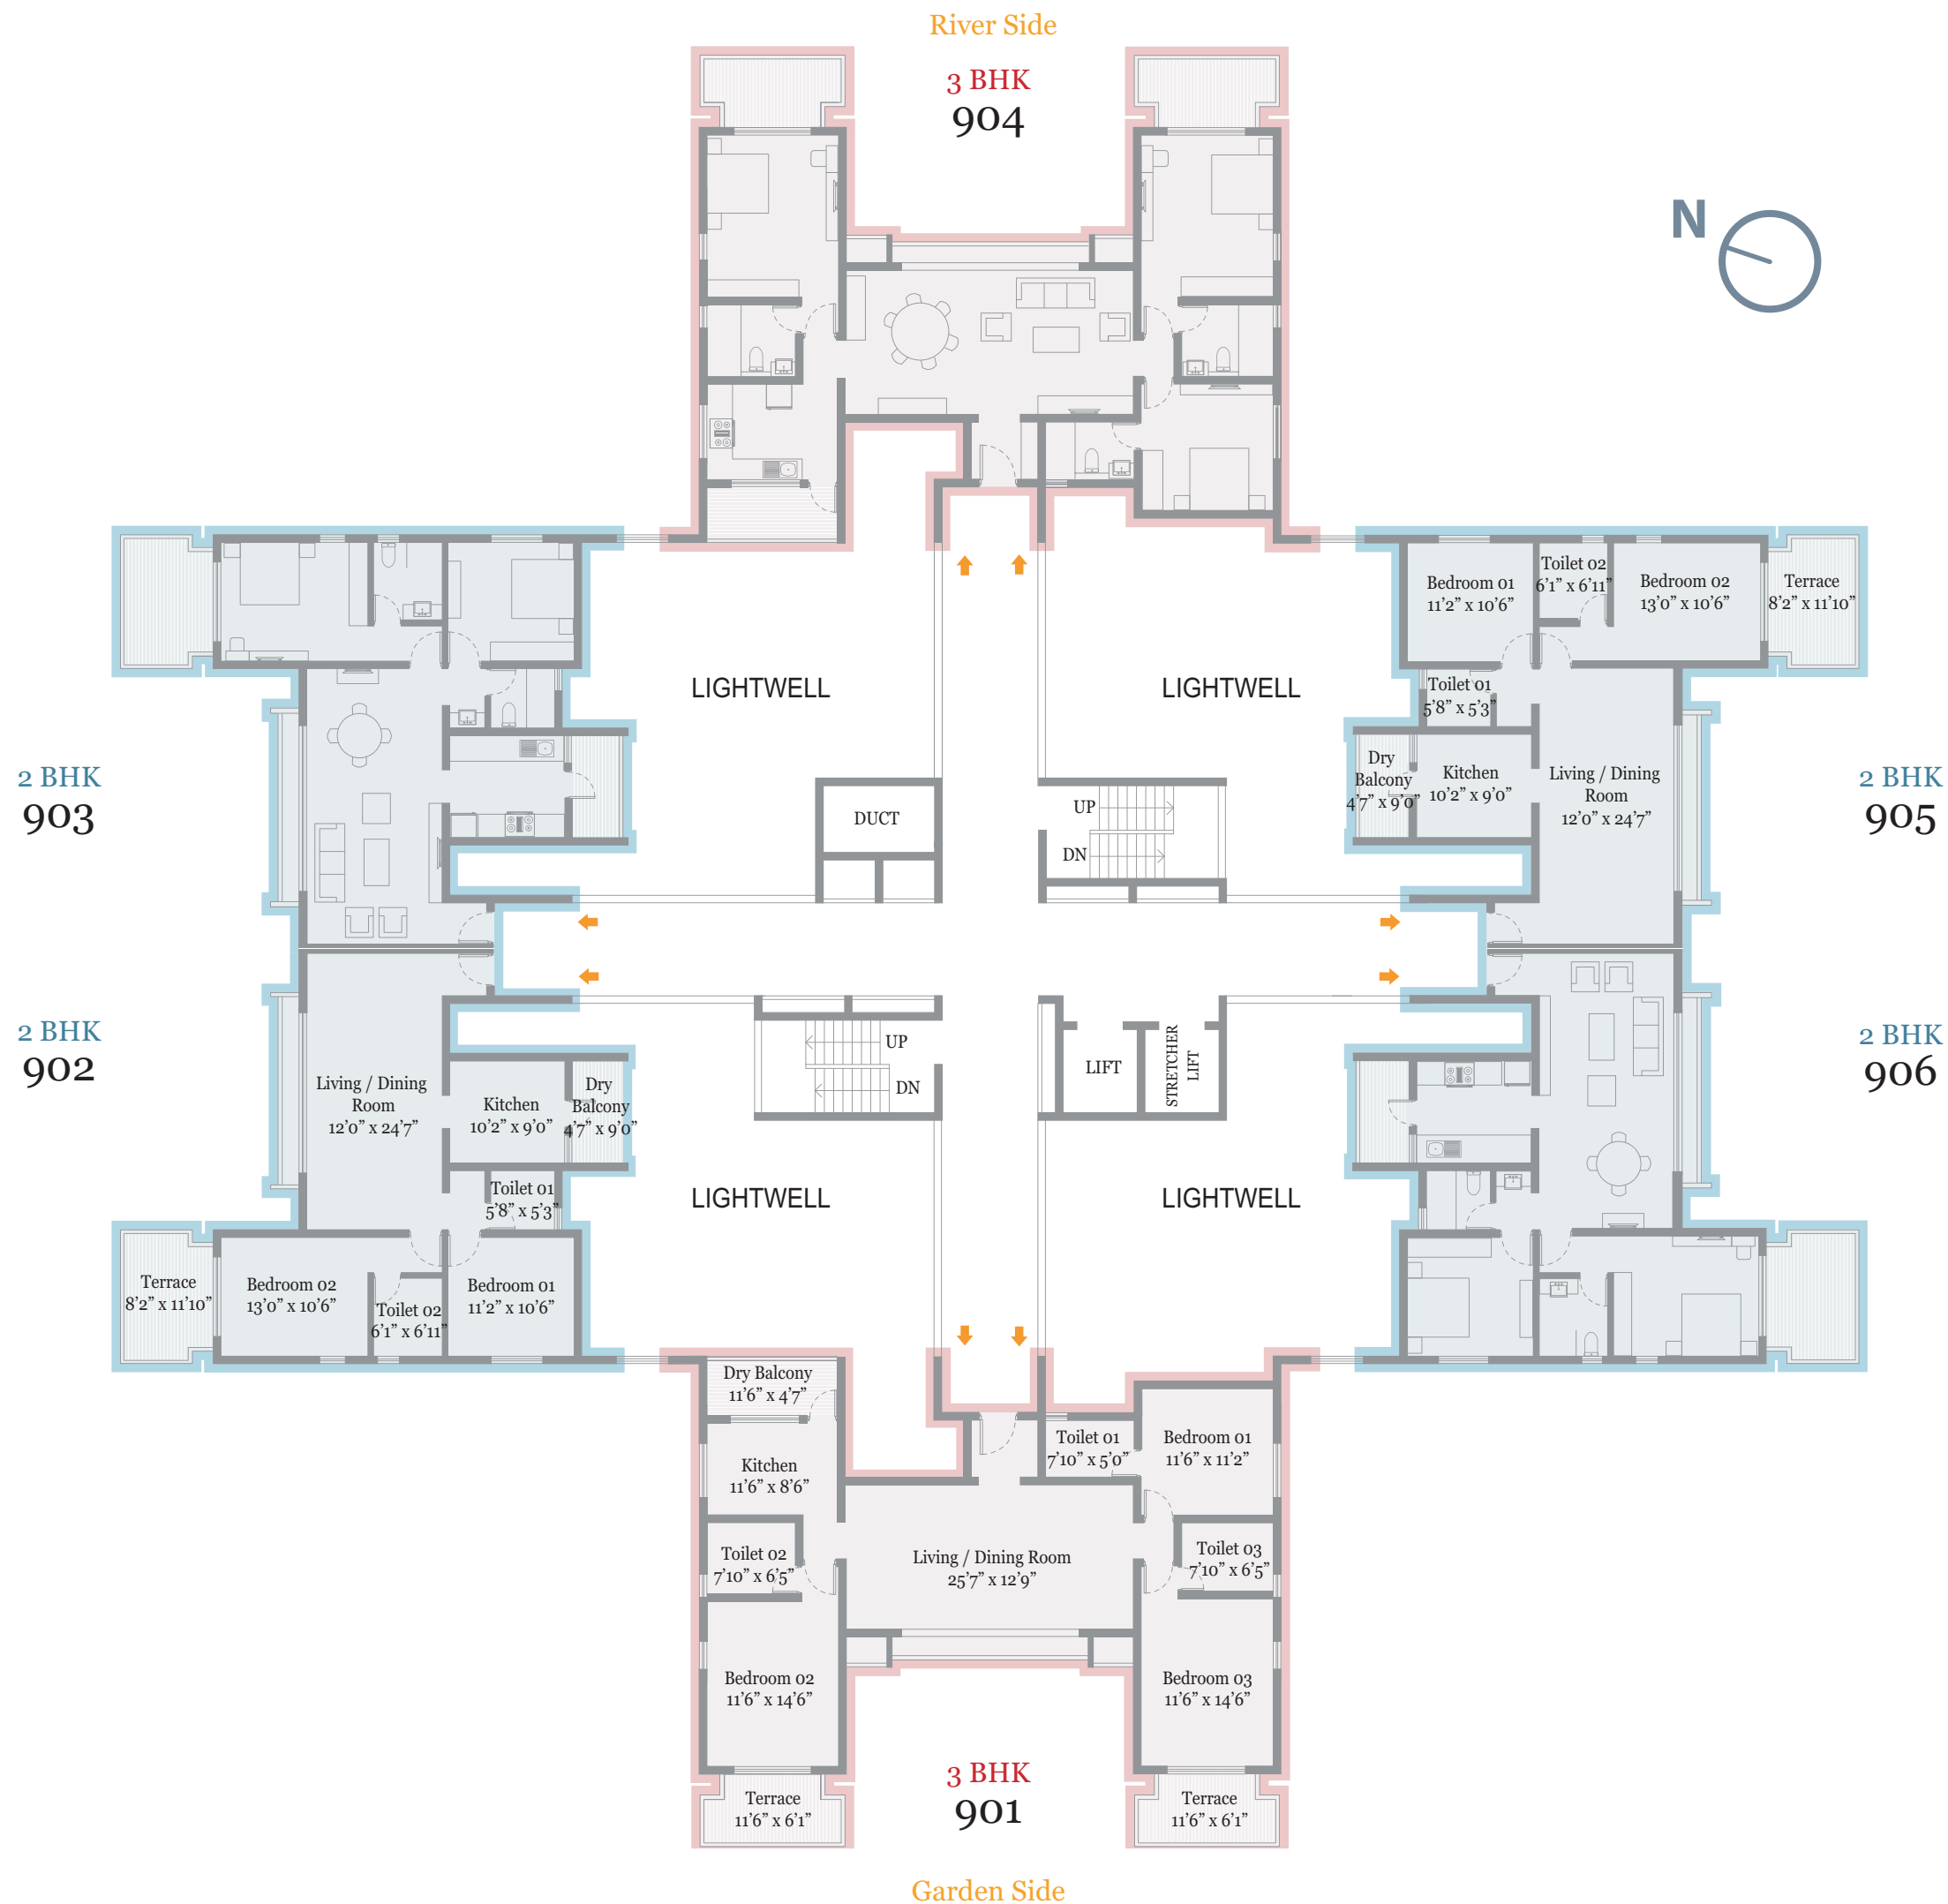 River Side
3 BHK
904
N
Bedroom 01
11’2” x 10’6”
Toilet 02
6’1” x 6’11”
Bedroom 02
13’0” x 10’6”
Terrace
8’2” x 11’10”
LIGHTWELL
LIGHTWELL
Toilet 01
5’8” x 5’3”
2 BHK
903
DUCT
UP
DN
Dry
Balcony
4’7” x 9’0”
Kitchen
10’2” x 9’0”
Living / Dining
Room
12’0” x 24’7”
2 BHK
905
2 BHK
902
Living / Dining
Room
12’0” x 24’7”
Kitchen
10’2” x 9’0”
Dry
Balcony
4’7” x 9’0”
UP
DN
LIFT
STRETCHER
LIFT
2 BHK
906
Toilet 01
5’8” x 5’3”
LIGHTWELL
LIGHTWELL
Terrace
8’2” x 11’10”
Bedroom 02
13’0” x 10’6”
Toilet 02
6’1” x 6’11”
Bedroom 01
11’2” x 10’6”
Dry Balcony
11’6” x 4’7”
Kitchen
11’6” x 8’6”
Toilet 01
7’10” x 5’0”
Bedroom 01
11’6” x 11’2”
Toilet 02
7’10” x 6’5”
Living / Dining Room
25’7” x 12’9”
Toilet 03
7’10” x 6’5”
Bedroom 02
11’6” x 14’6”
Bedroom 03
11’6” x 14’6”
Terrace
11’6” x 6’1”
3 BHK
901
Terrace
11’6” x 6’1”
Garden Side